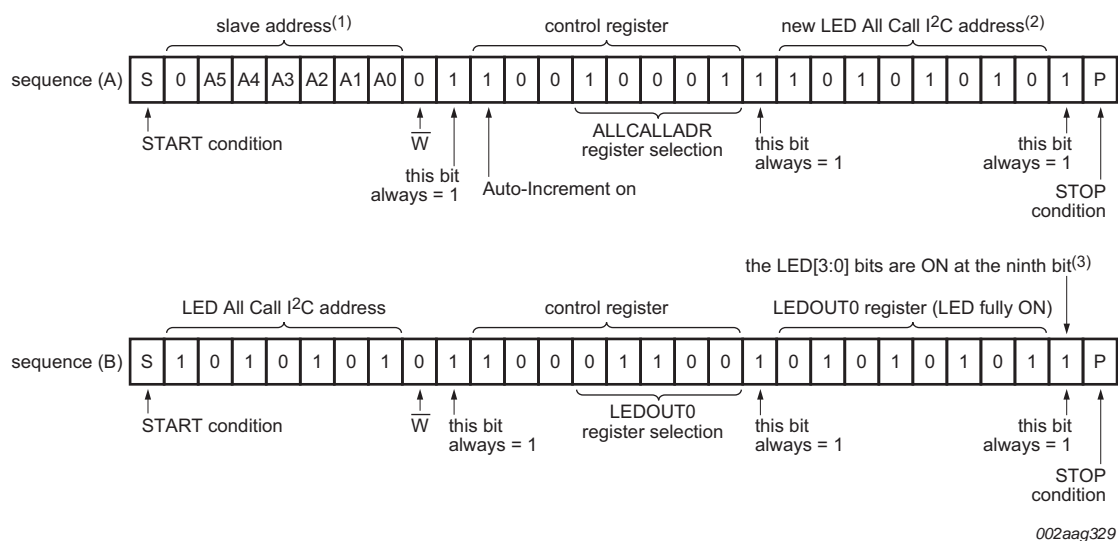 slave address(1) control register new LED All Call I2C address(2)
sequence (A) S 0 A5 A4 A3 A2 A1 A0 0 1 1 0 0 1 0 0 0 1 1 1 0 1 0 1 0 1 0 1 P
START condition W ALLCALLADR
register selection this bit
always = 1 this bit
always = 1
this bit
always = 1 Auto-Increment on STOP
condition
the LED[3:0] bits are ON at the ninth bit(3)
LED All Call I2C address control register LEDOUT0 register (LED fully ON)
sequence (B) S 1 0 1 0 1 0 1 0 1 1 0 0 0 1 1 0 0 1 0 1 0 1 0 1 0 1 1 P
START condition W this bit
always = 1 LEDOUT0
register selection this bit
always = 1 this bit
always = 1
STOP
condition
002aag329